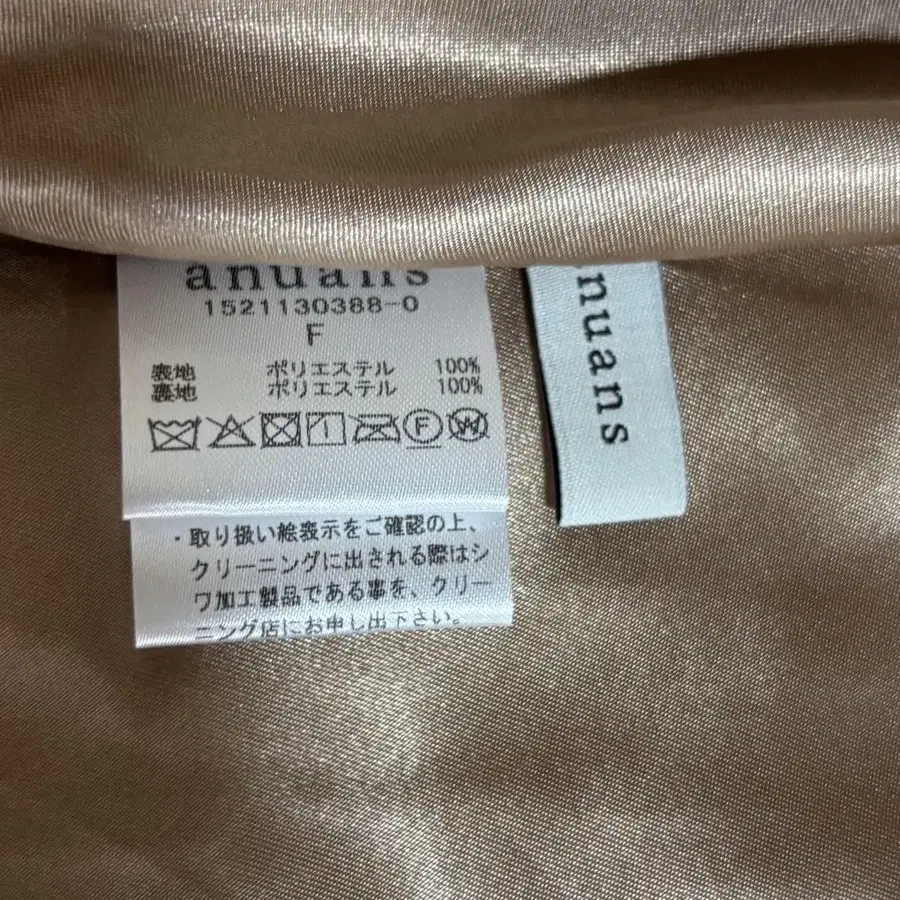 anuans
1521130388-0
F
表地 ポリエステル 100%
裏地 ポリエステル 100%
F
W
・取り扱い絵表示をご確認の上、
クリーニングに出される際はシ
ワ加工製品である事を、クリー
ニング店にお申し出下さい。
nuans